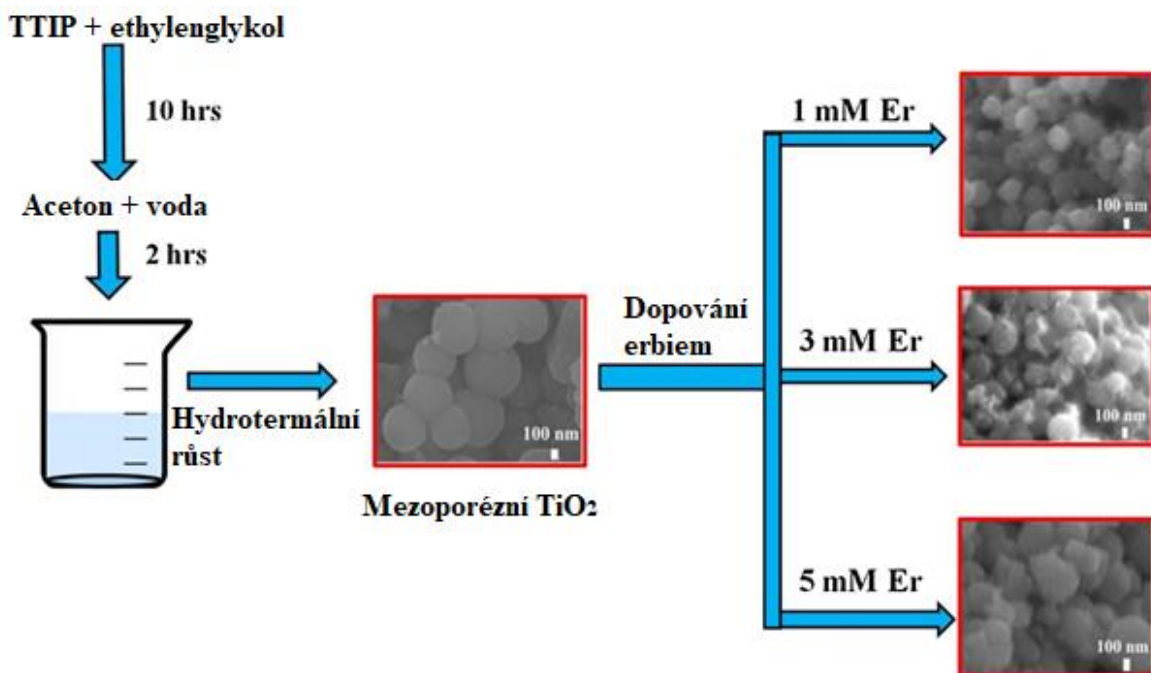 TTIP + ethylenglykol
10 hrs
Aceton + voda
2 hrs
Hydrotermální
růst
100 nm
Mezoporézní TiO2
Dopování
erbiem
1 mM Er
100 nm
3 mM Er
100 nm
5 mM Er
100 nm